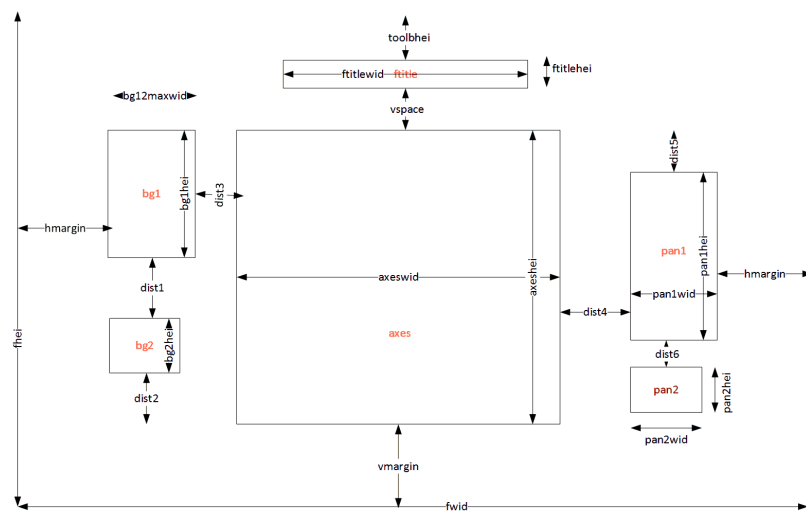 toolbhei
ftitlewid ftitle
ftitlehei
bg12maxwid
vspace
dist5
bg1
bg1hei
dist3
pan1
pan1hei
hmargin
hmargin
axeswid
axeshei
dist1
pan1wid
dist4
fhei
bg2
bg2hei
axes
dist6
dist2
pan2
pan2hei
pan2wid
vmargin
fwid